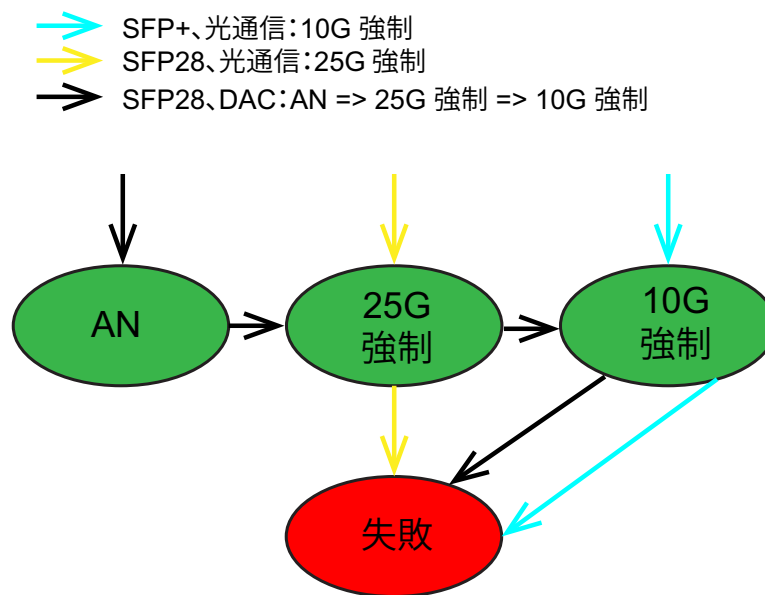 SFP+、光通信：10G 強制
SFP28、光通信：25G 強制
SFP28、DAC：AN => 25G 強制 => 10G 強制
AN
25G
強制
10G
強制
失敗